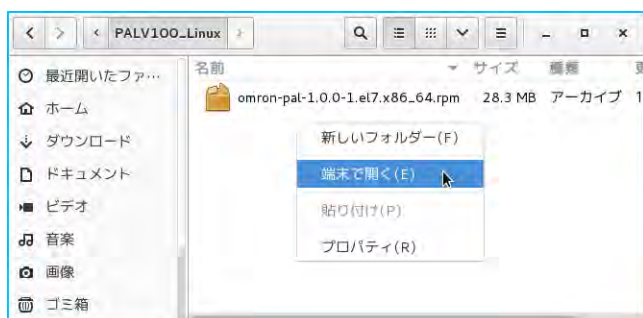 PALV100_Linux
最近開いたファ…
ホーム
ダウンロード
ドキュメント
ビデオ
音楽
画像
ゴミ箱
名前 サイズ 種類 更
omron-pal-1.0.0-1.el7.x86_64.rpm 28.3 MB アーカイブ 1
新しいフォルダー(F)
端末で開く(E)
貼り付け(P)
プロパティ(R)